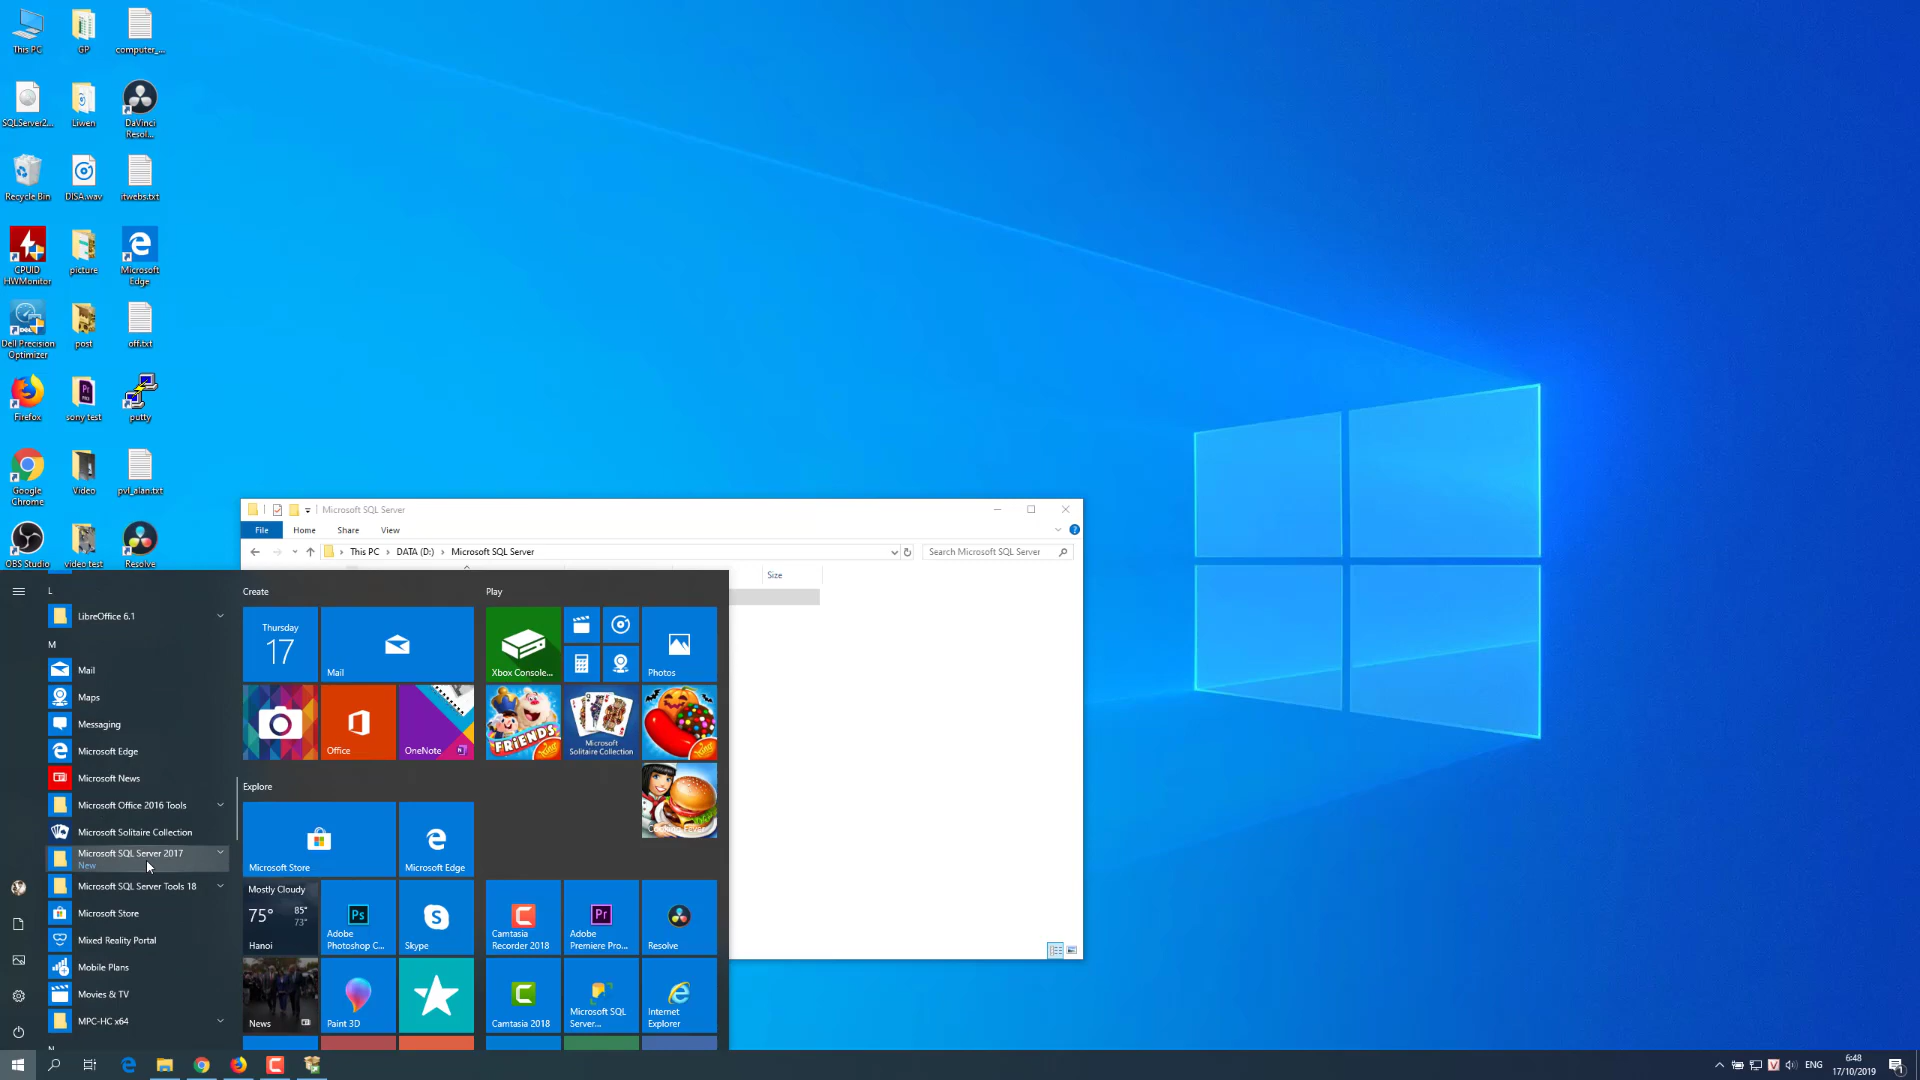 This PC
GP
computer_...
SQLServer2...
Liwen
DaVinci
Resol...
Recycle Bin
DISA.wav
itwebs.txt
CPUID
HWMonitor
picture
Microsoft
Edge
Dell Precision
Optimizer
post
off.txt
Firefox
sony test
putty
Google
Chrome
Video
pvl_alan.txt
OBS Studio
video test
Resolve
Microsoft SQL Server
File
Home
Share
View
This PC
DATA (D:)
Microsoft SQL Server
Search Microsoft SQL Server
Size
L
LibreOffice 6.1
M
Mail
Maps
Messaging
Microsoft Edge
Microsoft News
Microsoft Office 2016 Tools
Microsoft Solitaire Collection
Microsoft SQL Server 2017
New
Microsoft SQL Server Tools 18
Microsoft Store
Mixed Reality Portal
Mobile Plans
Movies & TV
MPC-HC x64
Create
Thursday
17
Mail
Office
OneNote
Explore
Microsoft Store
Microsoft Edge
Mostly Cloudy
75°
85°
73°
Hanoi
Ps
Adobe
Photoshop C...
Skype
News
Paint 3D
Play
Xbox Console...
Photos
FRIENDS
King
Microsoft
Solitaire Collection
King
Cooking Fever
Camtasia
Recorder 2018
Pr
Adobe
Premiere Pro...
Resolve
Camtasia 2018
Microsoft SQL
Server...
Internet
Explorer
ENG
6:48
17/10/2019